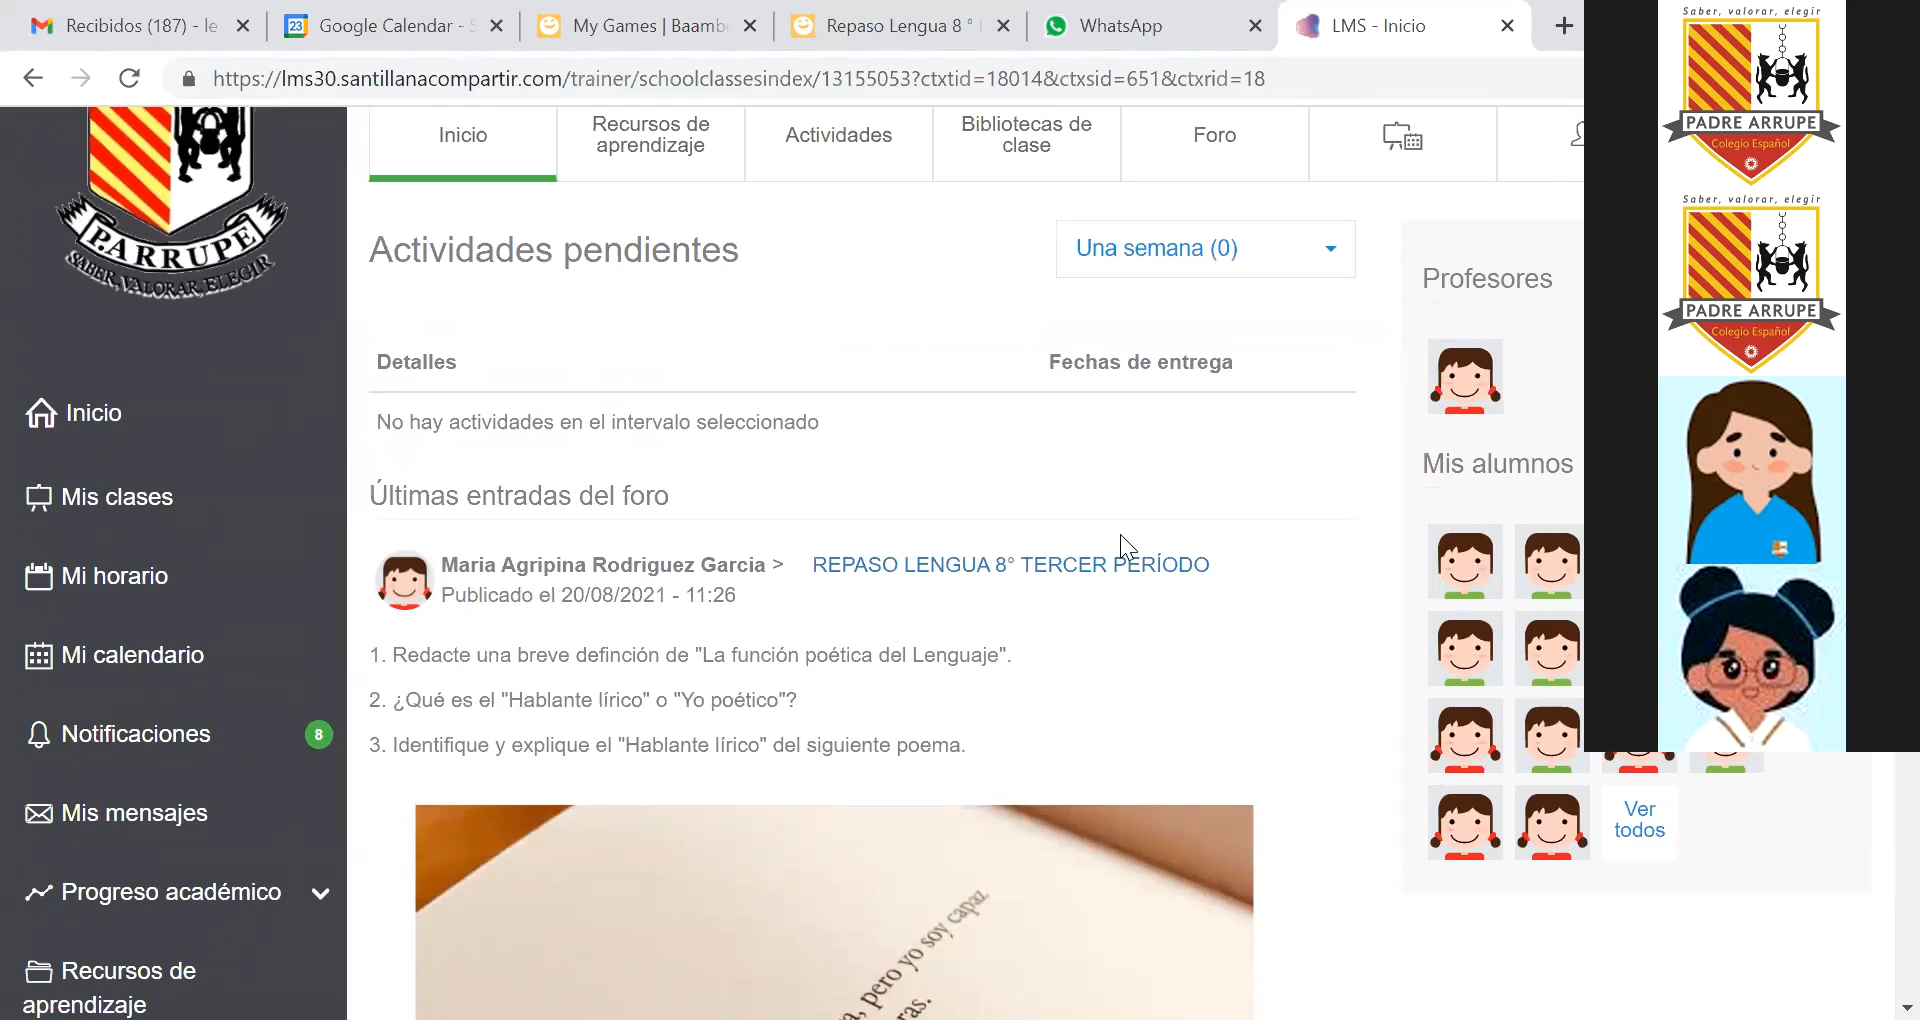 Recibidos (187) - le
23
Google Calendar - S
My Games | Baamb
Repaso Lengua 8 ° |
WhatsApp
LMS - Inicio
https://lms30.santillanacompartir.com/trainer/schoolclassesindex/13155053?ctxtid=18014&ctxsid=651&ctxrid=18
Saber, valorar, elegir
PADRE ARRUPE
Colegio Español
Saber, valorar, elegir
PADRE ARRUPE
Colegio Español
P.ARRUPE
SABER, VALORAR, ELEGIR
Inicio
Mis clases
Mi horario
Mi calendario
Notificaciones
8
Mis mensajes
Progreso académico
Recursos de
aprendizaje
Inicio
Recursos de
aprendizaje
Actividades
Bibliotecas de
clase
Foro
Actividades pendientes
Una semana (0)
Detalles
Fechas de entrega
No hay actividades en el intervalo seleccionado
Últimas entradas del foro
Maria Agripina Rodriguez Garcia > REPASO LENGUA 8° TERCER PERÍODO
Publicado el 20/08/2021 - 11:26
1. Redacte una breve definción de "La función poética del Lenguaje".
2. ¿Qué es el "Hablante lírico" o "Yo poético"?
3. Identifique y explique el "Hablante lírico" del siguiente poema.
pero yo soy capaz
ras.
Profesores
Mis alumnos
Ver
todos